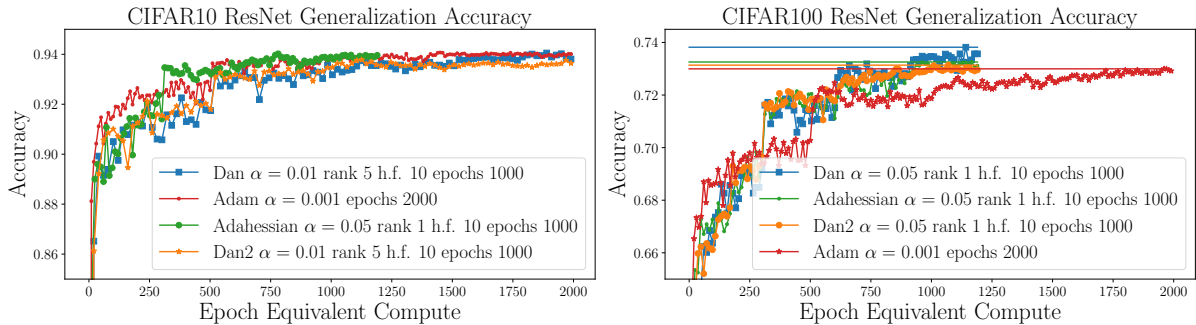 CIFAR10 ResNet Generalization Accuracy
Accuracy
0.94
0.92
0.90
0.88
0.86
Dan α = 0.01 rank 5 h.f. 10 epochs 1000
Adam α = 0.001 epochs 2000
Adahessian α = 0.05 rank 1 h.f. 10 epochs 1000
Dan2 α = 0.01 rank 5 h.f. 10 epochs 1000
0 250 500 750 1000 1250 1500 1750 2000
Epoch Equivalent Compute
CIFAR100 ResNet Generalization Accuracy
Accuracy
0.74
0.72
0.70
0.68
0.66
Dan α = 0.05 rank 1 h.f. 10 epochs 1000
Adahessian α = 0.05 rank 1 h.f. 10 epochs 1000
Dan2 α = 0.05 rank 1 h.f. 10 epochs 1000
Adam α = 0.001 epochs 2000
0 250 500 750 1000 1250 1500 1750 2000
Epoch Equivalent Compute